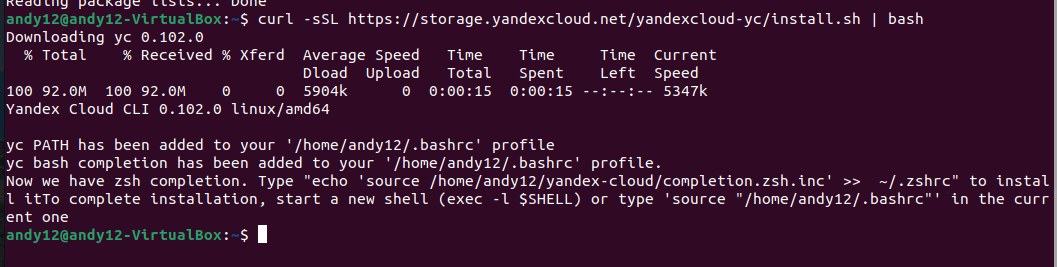 Reading package lists... Done
andy12@andy12-VirtualBox:~$ curl -sSL https://storage.yandexcloud.net/yandexcloud-yc/install.sh | bash
Downloading yc 0.102.0
  % Total    % Received % Xferd  Average Speed   Time    Time     Time  Current
                                 Dload  Upload   Total   Spent    Left  Speed
100 92.0M  100 92.0M    0     0  5904k      0  0:00:15  0:00:15 --:--:-- 5347k
Yandex Cloud CLI 0.102.0 linux/amd64
yc PATH has been added to your '/home/andy12/.bashrc' profile
yc bash completion has been added to your '/home/andy12/.bashrc' profile.
Now we have zsh completion. Type "echo 'source /home/andy12/yandex-cloud/completion.zsh.inc' >>  ~/.zshrc" to instal
l itTo complete installation, start a new shell (exec -l $SHELL) or type 'source "/home/andy12/.bashrc"' in the curr
ent one
andy12@andy12-VirtualBox:~$